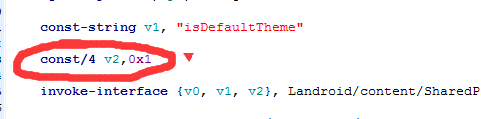 const-string v1, "isDefaultTheme"
const/4 v2,0x1
invoke-interface {v0, v1, v2}, Landroid/content/SharedP